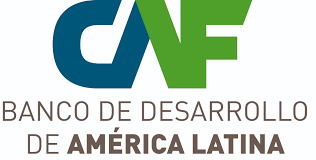 CAF
BANCO DE DESARROLLO
DE AMÉRICA LATINA